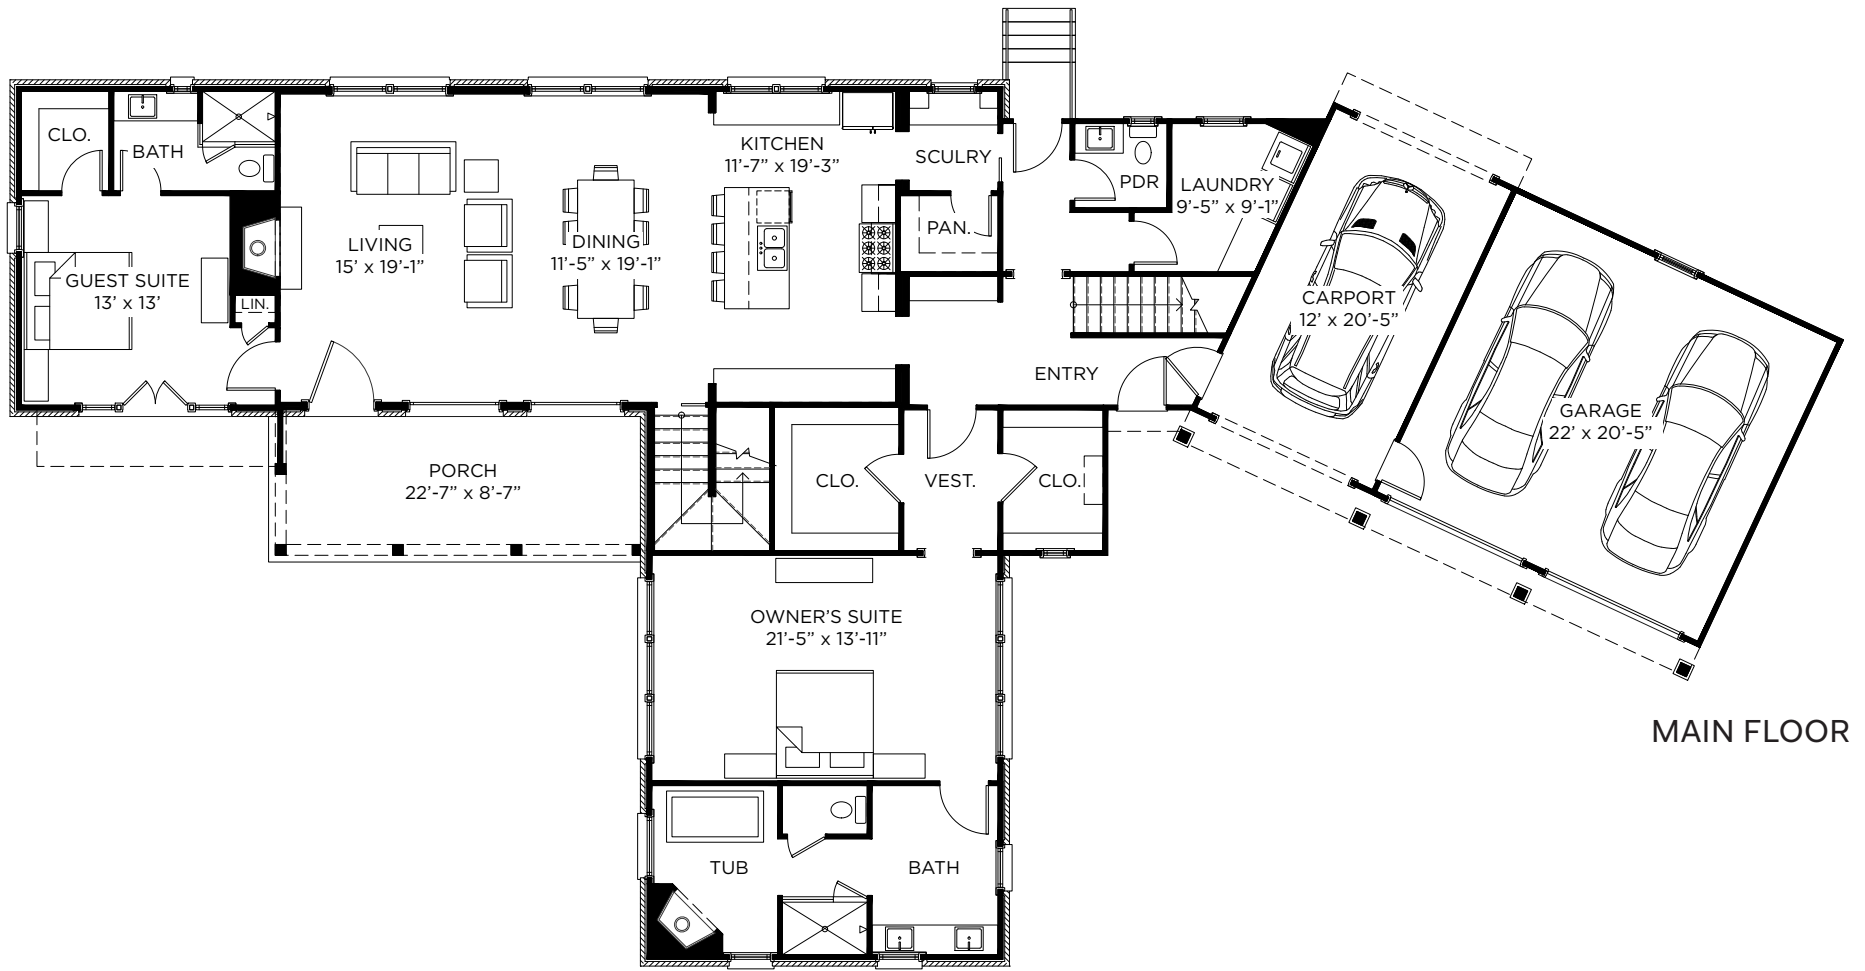 CLO.
BATH
GUEST SUITE
13’ x 13’
LIN.
LIVING
15’ x 19’-1”
DINING
11’-5” x 19’-1”
KITCHEN
11’-7” x 19’-3”
SCULRY
PAN.
PDR
LAUNDRY
9’-5” x 9’-1”
CARPORT
12’ x 20’-5”
ENTRY
GARAGE
22’ x 20’-5”
PORCH
22’-7” x 8’-7”
CLO.
VEST.
CLO.
OWNER’S SUITE
21’-5” x 13’-11”
TUB
BATH
MAIN FLOOR